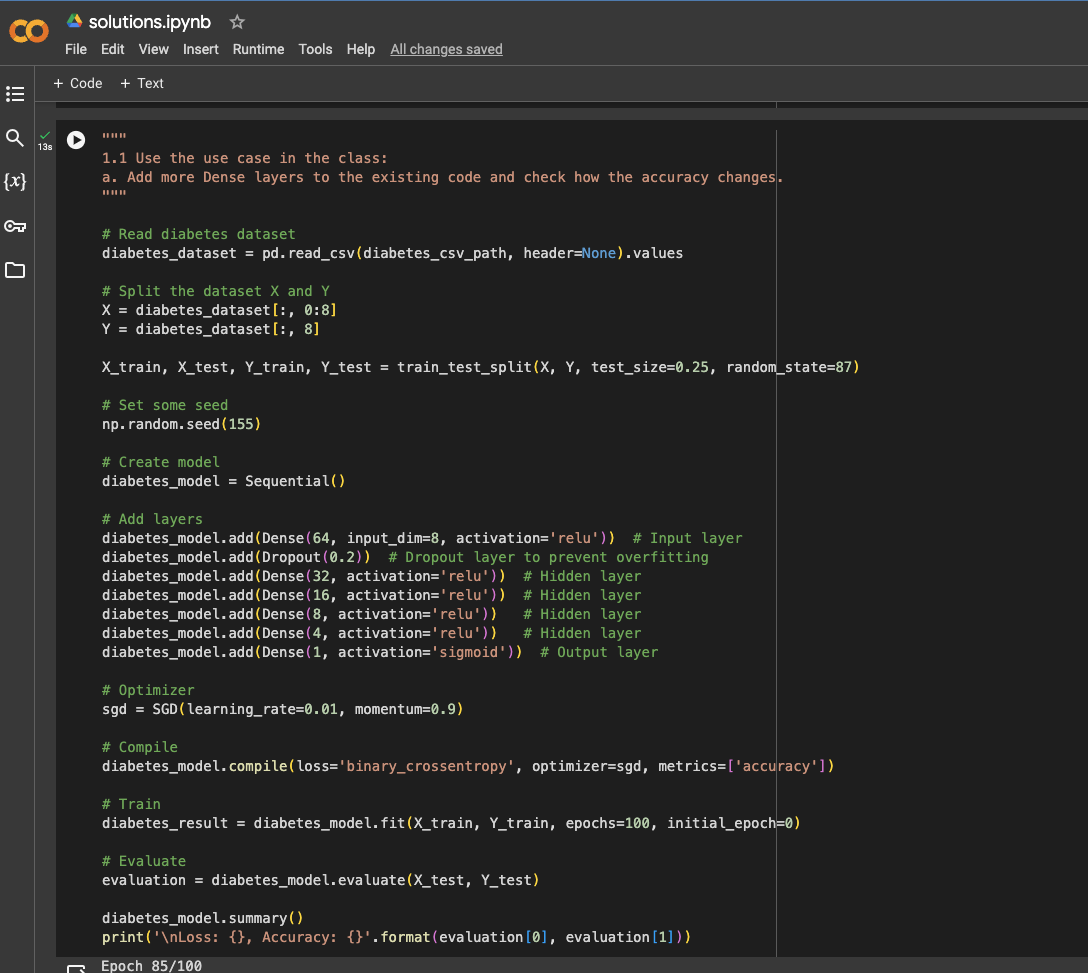 solutions.ipynb
File Edit View Insert Runtime Tools Help All changes saved
+ Code + Text
13s
"""
1.1 Use the use case in the class:
a. Add more Dense layers to the existing code and check how the accuracy changes.
"""
# Read diabetes dataset
diabetes_dataset = pd.read_csv(diabetes_csv_path, header=None).values
# Split the dataset X and Y
X = diabetes_dataset[:, 0:8]
Y = diabetes_dataset[:, 8]
X_train, X_test, Y_train, Y_test = train_test_split(X, Y, test_size=0.25, random_state=87)
# Set some seed
np.random.seed(155)
# Create model
diabetes_model = Sequential()
# Add layers
diabetes_model.add(Dense(64, input_dim=8, activation='relu'))  # Input layer
diabetes_model.add(Dropout(0.2))  # Dropout layer to prevent overfitting
diabetes_model.add(Dense(32, activation='relu'))  # Hidden layer
diabetes_model.add(Dense(16, activation='relu'))  # Hidden layer
diabetes_model.add(Dense(8, activation='relu'))   # Hidden layer
diabetes_model.add(Dense(4, activation='relu'))   # Hidden layer
diabetes_model.add(Dense(1, activation='sigmoid'))  # Output layer
# Optimizer
sgd = SGD(learning_rate=0.01, momentum=0.9)
# Compile
diabetes_model.compile(loss='binary_crossentropy', optimizer=sgd, metrics=['accuracy'])
# Train
diabetes_result = diabetes_model.fit(X_train, Y_train, epochs=100, initial_epoch=0)
# Evaluate
evaluation = diabetes_model.evaluate(X_test, Y_test)
diabetes_model.summary()
print('\nLoss: {}, Accuracy: {}'.format(evaluation[0], evaluation[1]))
Epoch 85/100